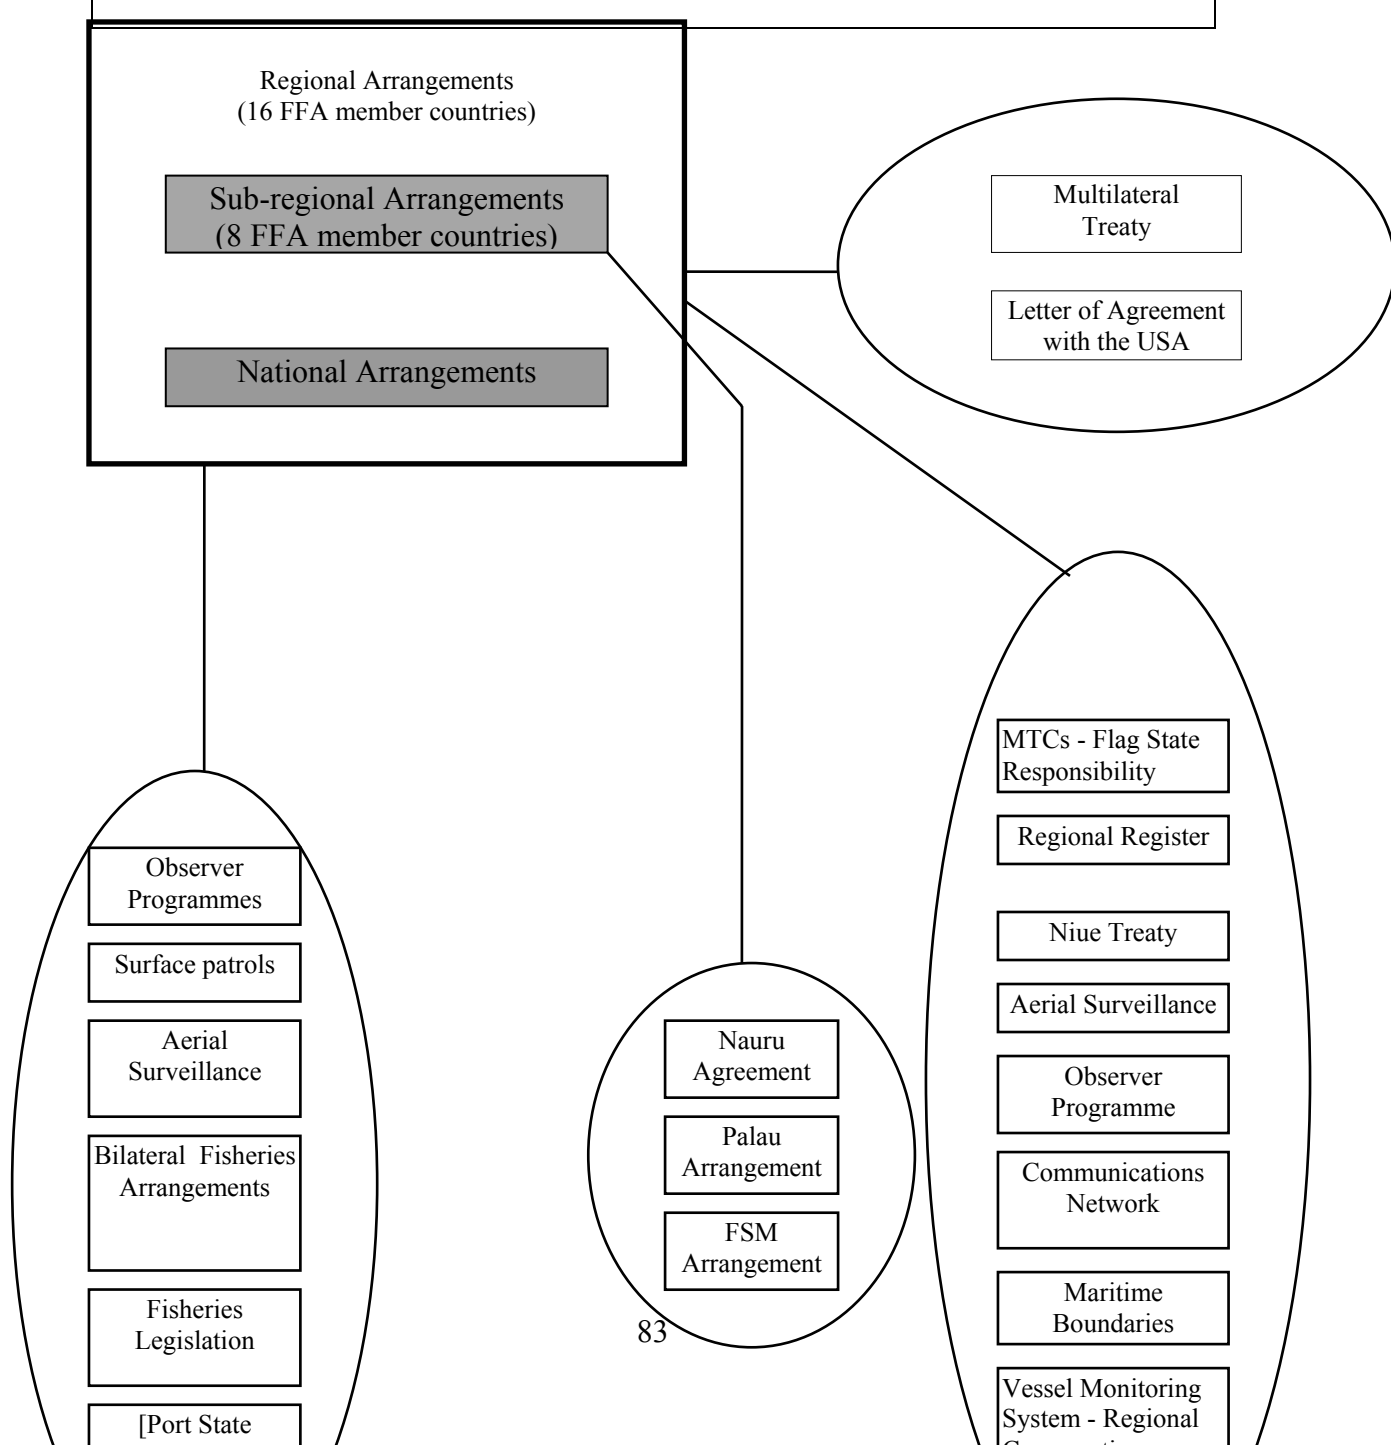 Regional Arrangements
(16 FFA member countries)
Sub-regional Arrangements
(8 FFA member countries)
National Arrangements
Multilateral
Treaty
Letter of Agreement
with the USA
Observer
Programmes
Surface patrols
Aerial
Surveillance
Bilateral Fisheries
Arrangements
Fisheries
Legislation
[Port State
Nauru
Agreement
Palau
Arrangement
FSM
Arrangement
83
MTCs - Flag State
Responsibility
Regional Register
Niue Treaty
Aerial Surveillance
Observer
Programme
Communications
Network
Maritime
Boundaries
Vessel Monitoring
System - Regional